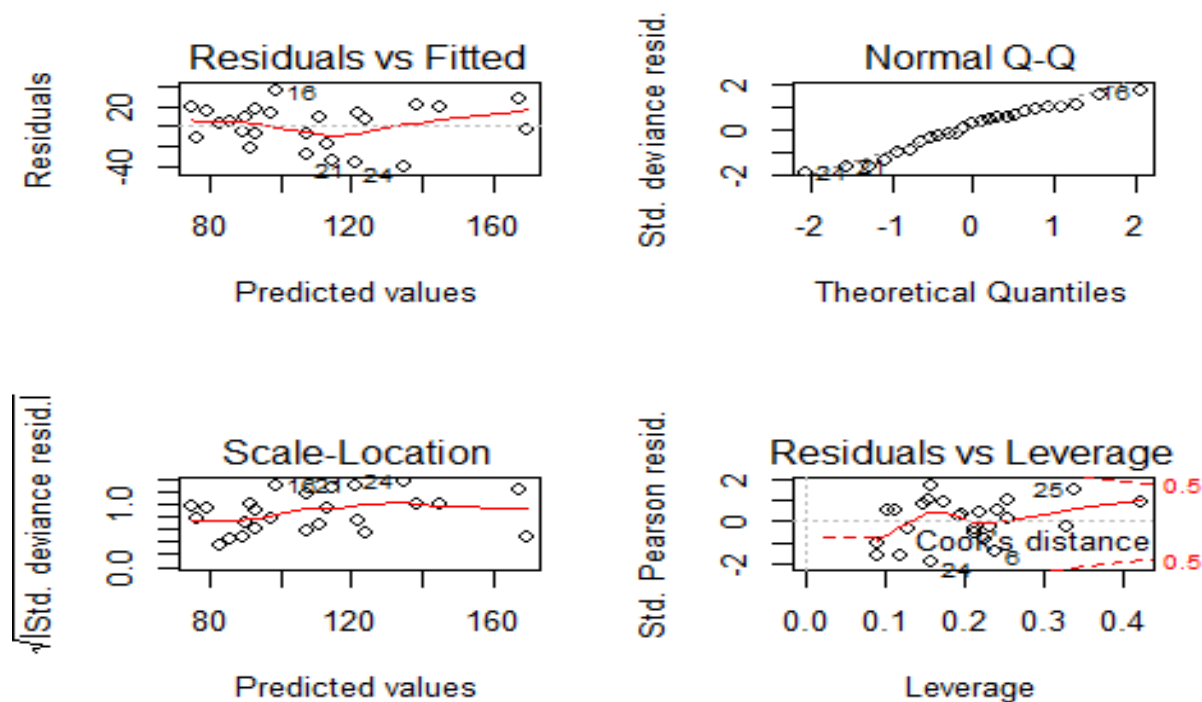 Residuals vs Fitted
Residuals
20
-40
16
21
24
80 120 160
Predicted values
Normal Q-Q
Std. deviance resid.
2
0
-2
16
-2 -1 0 1 2
Theoretical Quantiles
Scale-Location
√|Std. deviance resid.|
1.0
0.0
24
80 120 160
Predicted values
Residuals vs Leverage
Std. Pearson resid.
2
0
-2
25
Cook's distance
6
24
0.5
0.5
0.0 0.1 0.2 0.3 0.4
Leverage